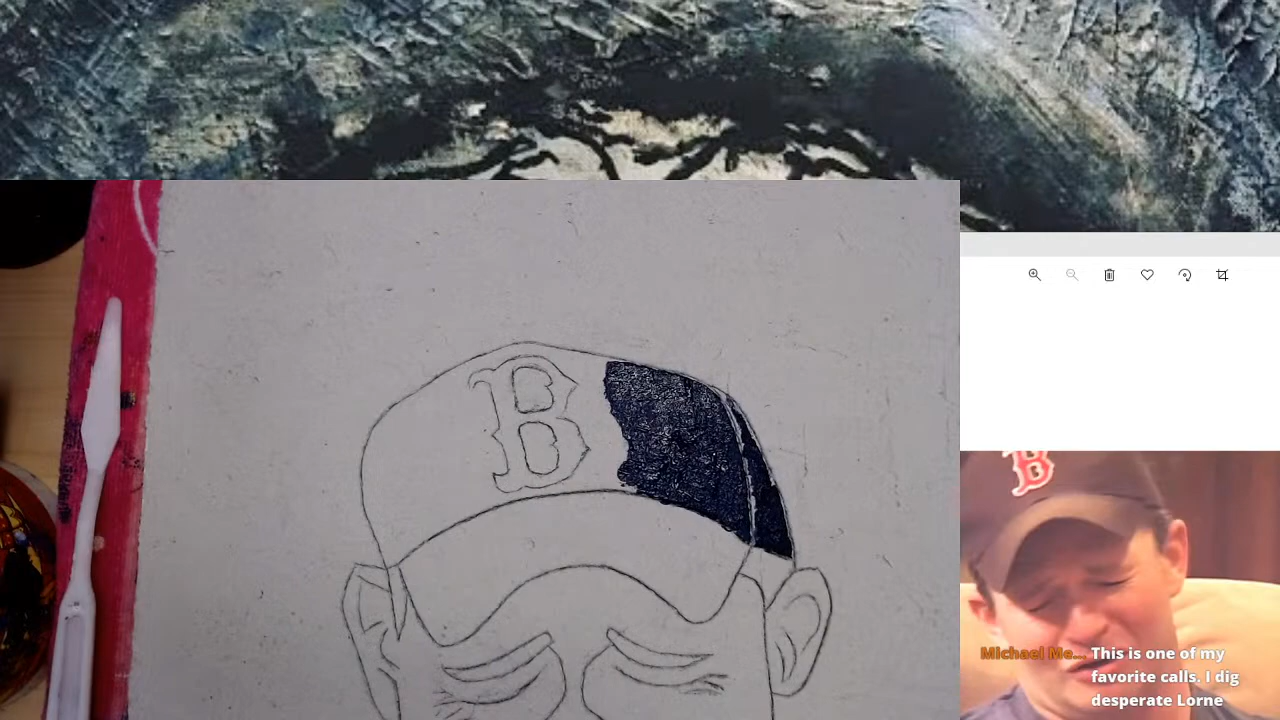 B
B
Michael Me... This is one of my
favorite calls. I dig
desperate Lorne